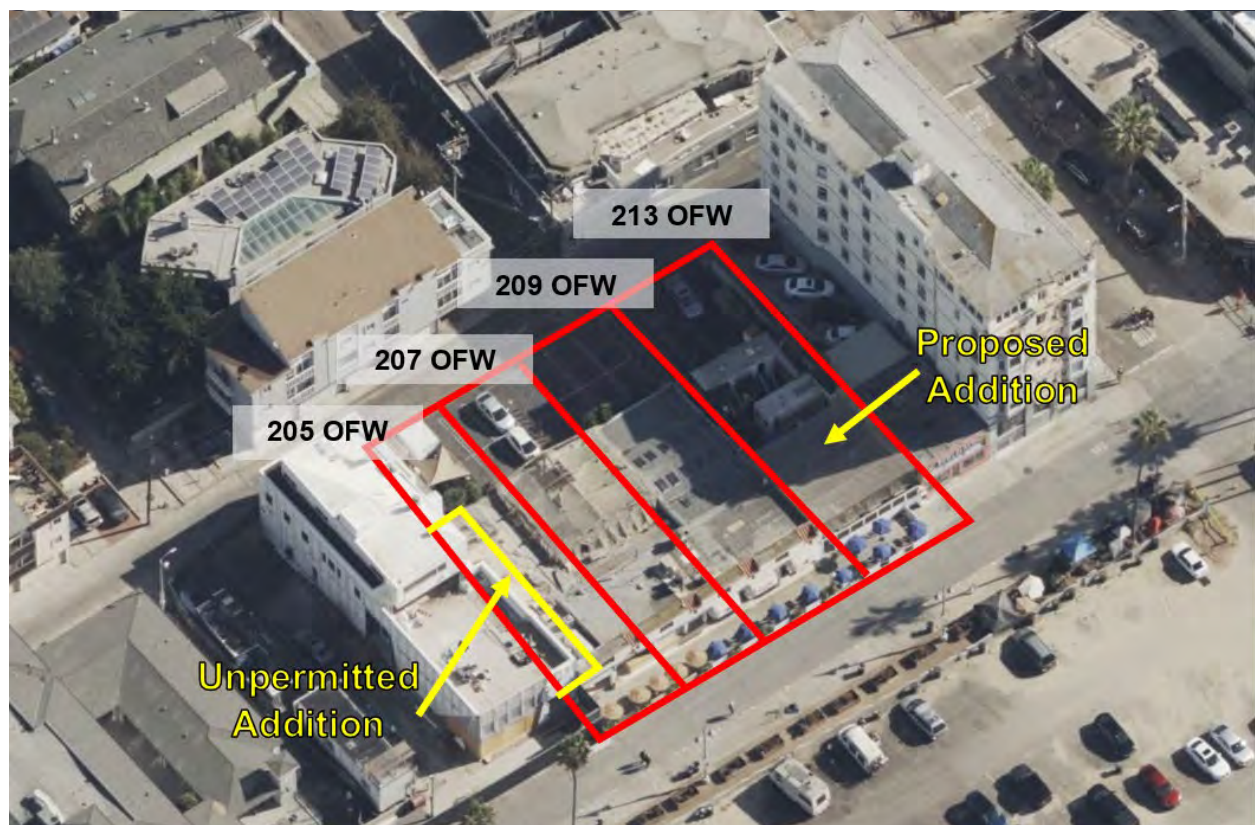 213 OFW
209 OFW
207 OFW
205 OFW
Proposed
Addition
Unpermitted
Addition